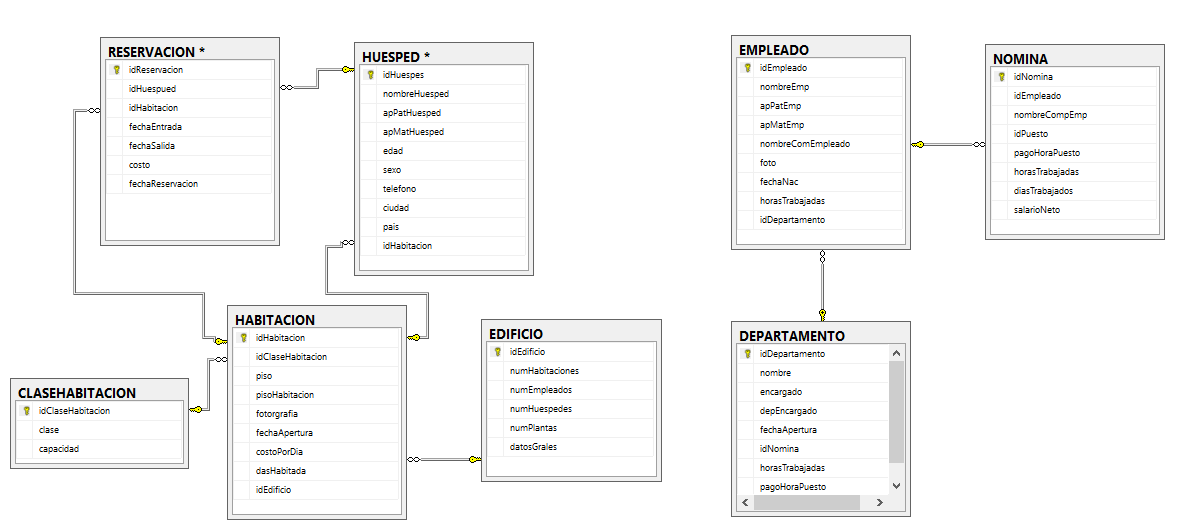 RESERVACION *
idReservacion
idHuespued
idHabitacion
fechaEntrada
fechaSalida
costo
fechaReservacion
HUESPED *
idHuespes
nombreHuesped
apPatHuesped
apMatHuesped
edad
sexo
telefono
ciudad
pais
idHabitacion
EMPLEADO
idEmpleado
nombreEmp
apPatEmp
apMatEmp
nombreComEmpleado
foto
fechaNac
horasTrabajadas
idDepartamento
NOMINA
idNomina
idEmpleado
nombreCompEmp
idPuesto
pagoHoraPuesto
horasTrabajadas
diasTrabajados
salarioNeto
HABITACION
idHabitacion
idClaseHabitacion
piso
pisoHabitacion
fotorgrafia
fechaApertura
costoPorDia
dasHabitada
idEdificio
EDIFICIO
idEdificio
numHabitaciones
numEmpleados
numHuespedes
numPlantas
datosGrales
DEPARTAMENTO
idDepartamento
nombre
encargado
depEncargado
fechaApertura
idNomina
horasTrabajadas
pagoHoraPuesto
CLASEHABITACION
idClaseHabitacion
clase
capacidad